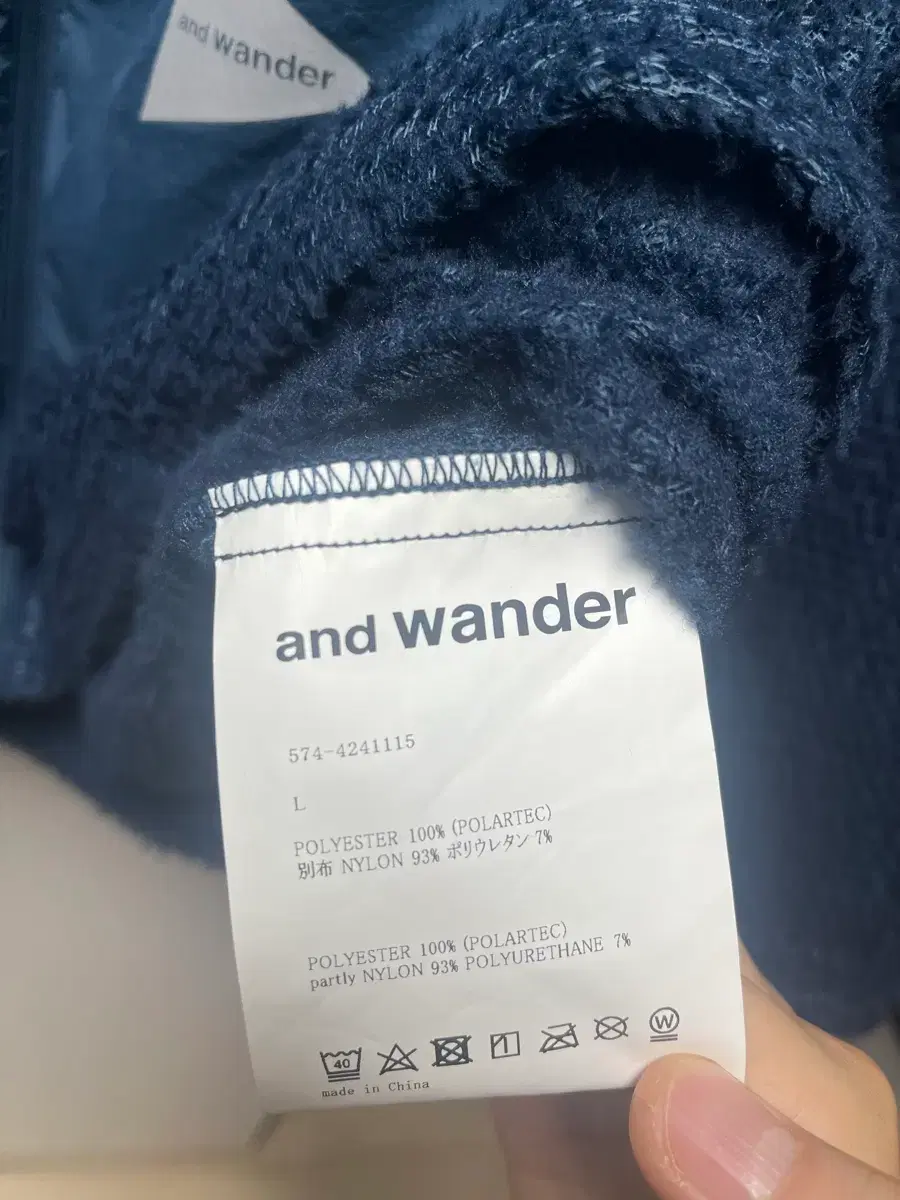 and wander
and wander
574-4241115
L
POLYESTER 100% (POLARTEC)
別布 NYLON 93% ポリウレタン 7%
POLYESTER 100% (POLARTEC)
partly NYLON 93% POLYURETHANE 7%
40
W
made in China